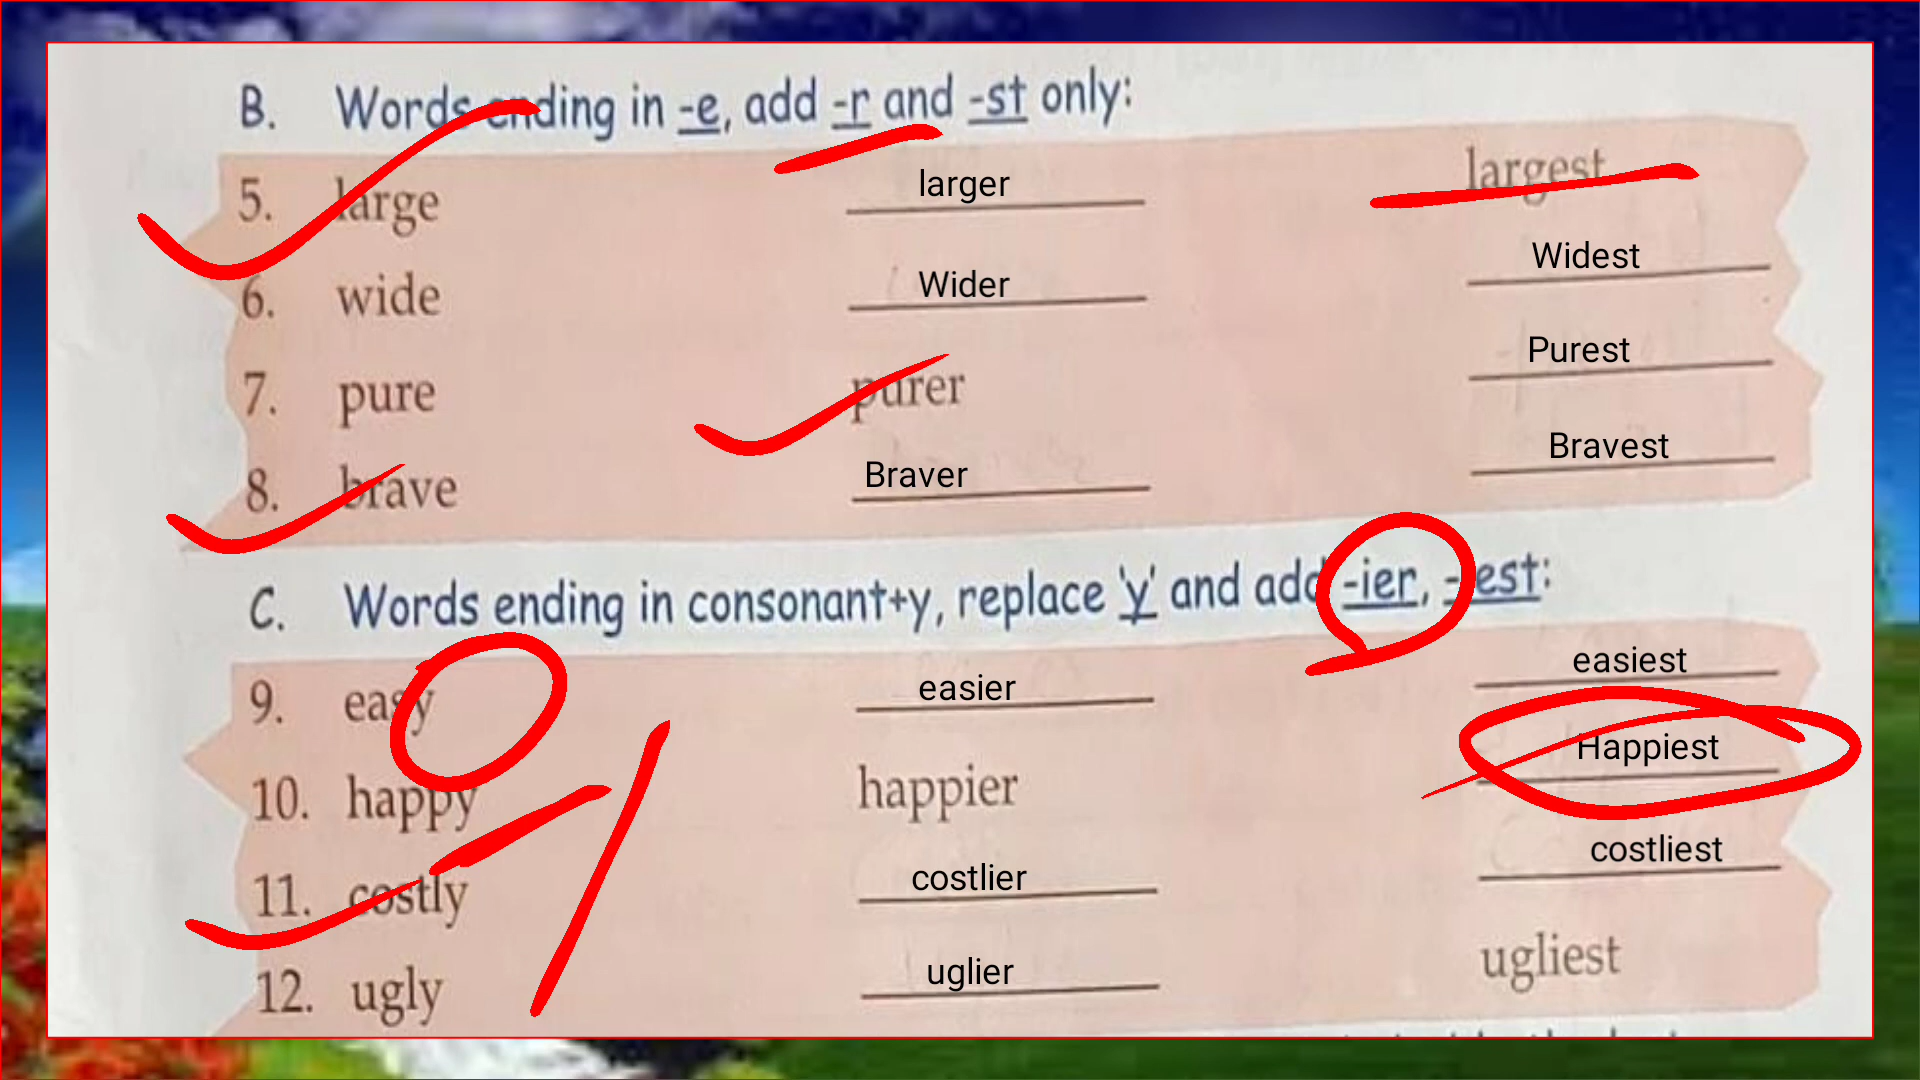 B. Words ending in -e, add -r and -st only:
5. large larger largest
6. wide Wider Widest
7. pure purer Purest
8. brave Braver Bravest
C. Words ending in consonant+y, replace 'y' and add -ier, -iest:
9. easy easier easiest
10. happy happier Happiest
11. costly costlier costliest
12. ugly uglier ugliest